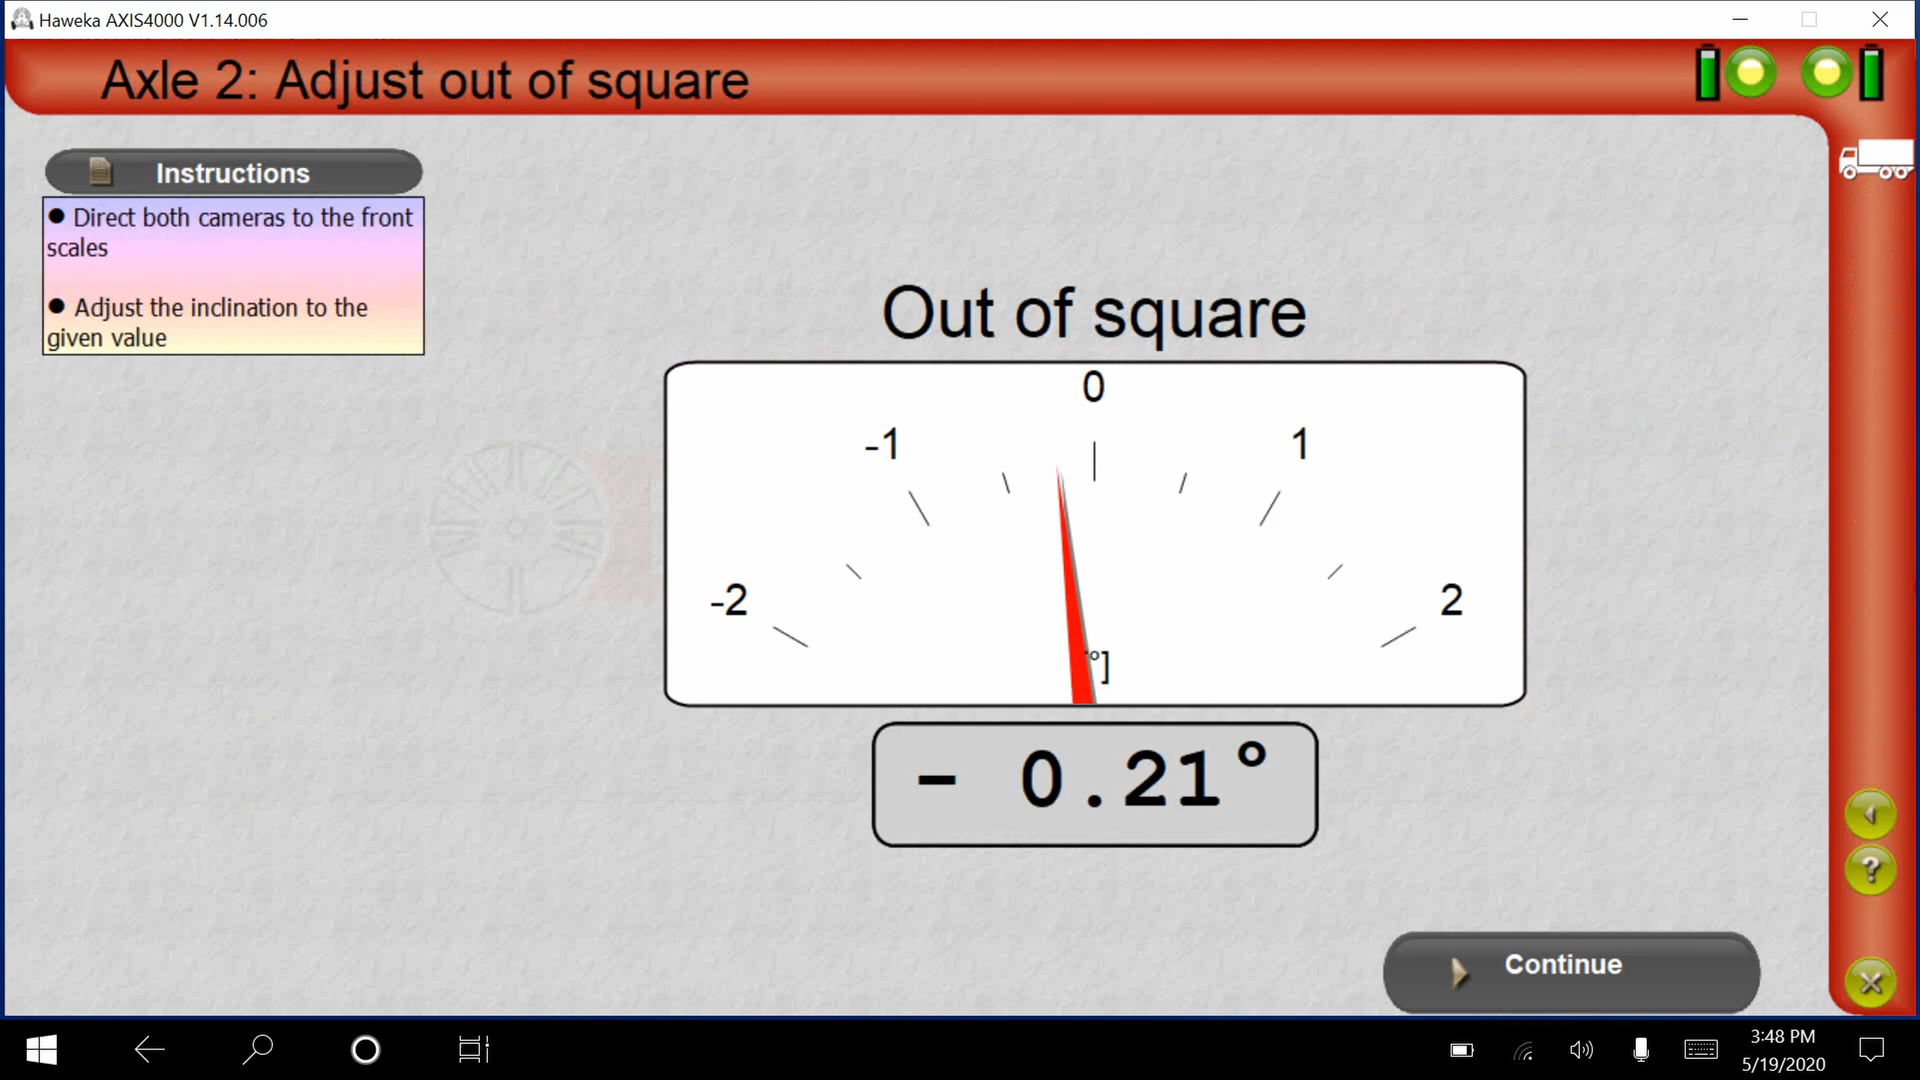 Haweka AXIS4000 V1.14.006
Axle 2: Adjust out of square
Instructions
● Direct both cameras to the front
scales
● Adjust the inclination to the
given value
Out of square
0
-1
1
-2
2
°]
- 0.21°
?
Continue
3:48 PM
5/19/2020